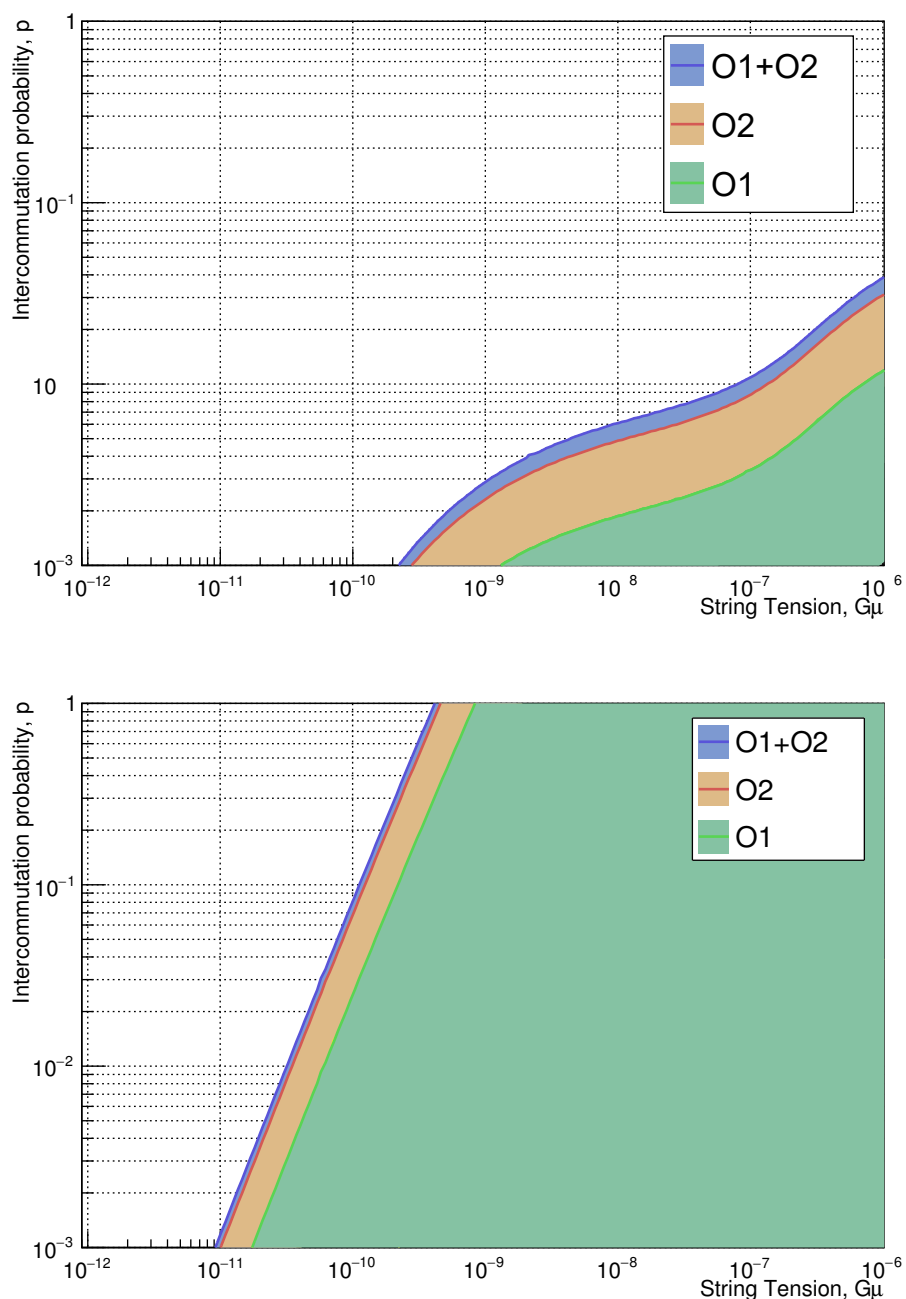 Intercommutation probability, p
1
10⁻¹
10
10⁻³
O1+O2
O2
O1
10⁻¹² 10⁻¹¹ 10⁻¹⁰ 10⁻⁹ 10 ⁸ 10⁻⁷ 10 ⁶
String Tension, Gμ
Intercommutation probability, p
1
10⁻¹
10⁻²
10⁻³
O1+O2
O2
O1
10⁻¹² 10⁻¹¹ 10⁻¹⁰ 10⁻⁹ 10⁻⁸ 10⁻⁷ 10⁻⁶
String Tension, Gμ